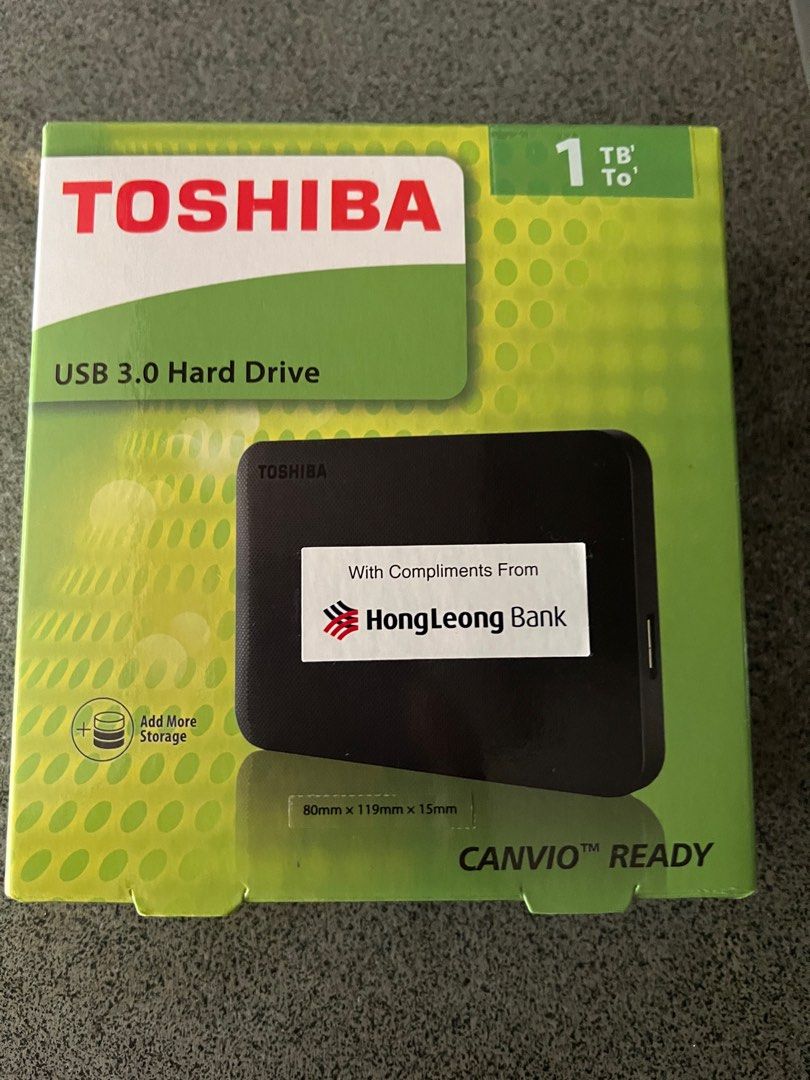 TOSHIBA
1 TB¹
To¹
USB 3.0 Hard Drive
TOSHIBA
With Compliments From
HongLeong Bank
Add More
Storage
80mm × 119mm × 15mm
CANVIO™ READY